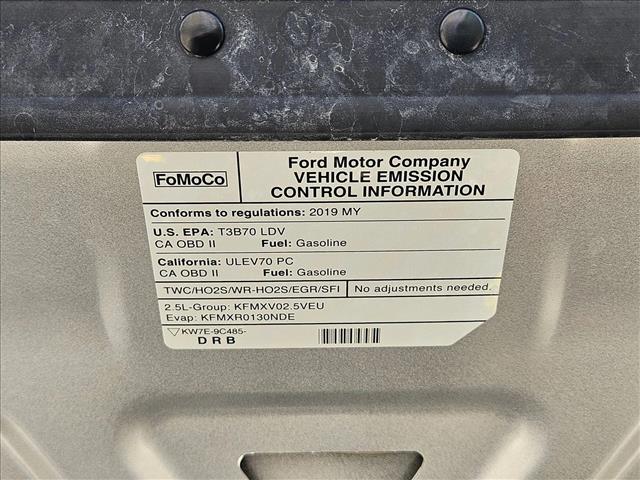 FoMoCo
Ford Motor Company
VEHICLE EMISSION
CONTROL INFORMATION
Conforms to regulations: 2019 MY
U.S. EPA: T3B70 LDV
CA OBD II Fuel: Gasoline
California: ULEV70 PC
CA OBD II Fuel: Gasoline
TWC/HO2S/WR-HO2S/EGR/SFI No adjustments needed.
2.5L-Group: KFMXV02.5VEU
Evap: KFMXR0130NDE
KW7E-9C485-
DRB